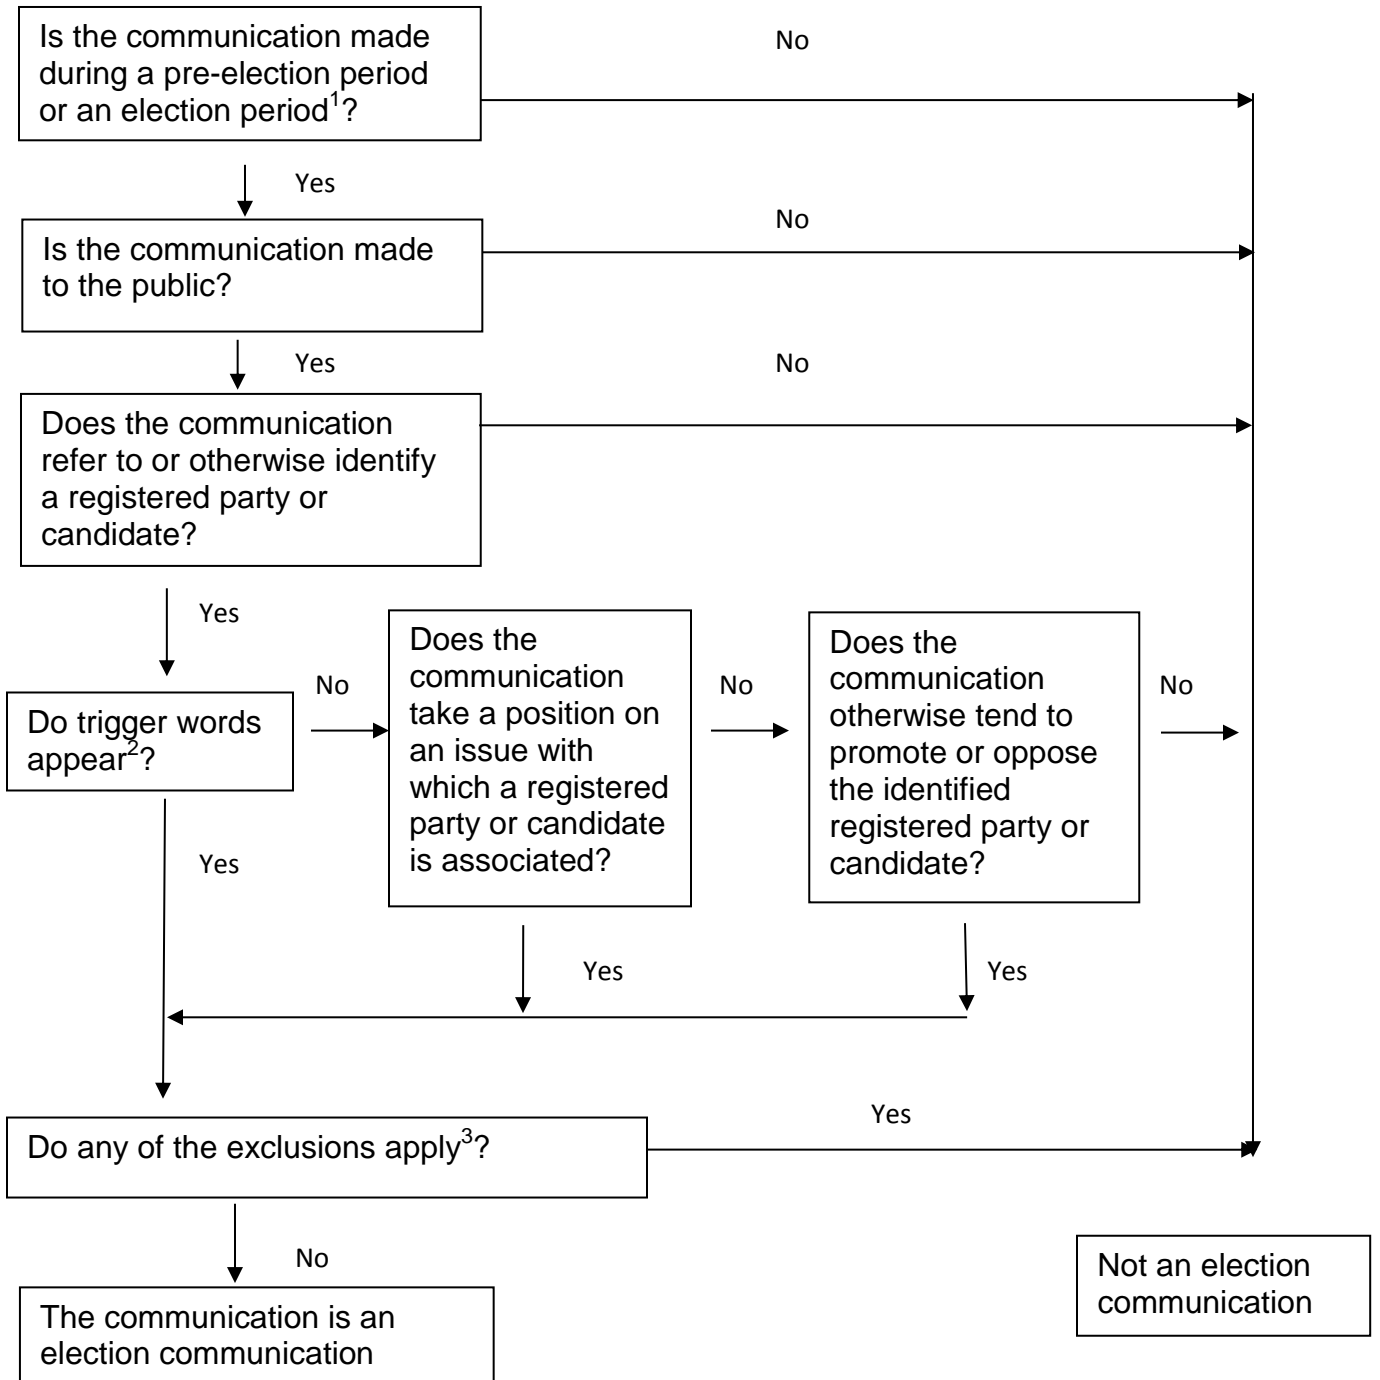 Is the communication made
during a pre-election period
or an election period1?
No
Yes
Is the communication made
to the public?
No
Yes
Does the communication
refer to or otherwise identify
a registered party or
candidate?
No
Yes
Do trigger words
appear2?
No
Does the
communication
take a position on
an issue with
which a registered
party or candidate
is associated?
No
Does the
communication
otherwise tend to
promote or oppose
the identified
registered party or
candidate?
No
Yes
Yes
Yes
Do any of the exclusions apply3?
Yes
No
Not an election
communication
The communication is an
election communication